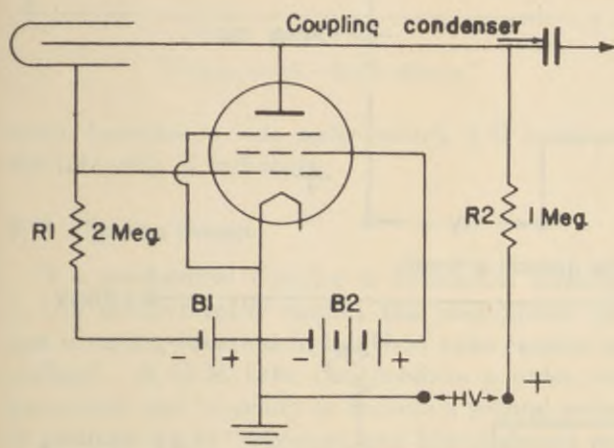 Coupling condenser
R1 2 Meg.
R2 1 Meg.
B1 B2
- + - +
HV +